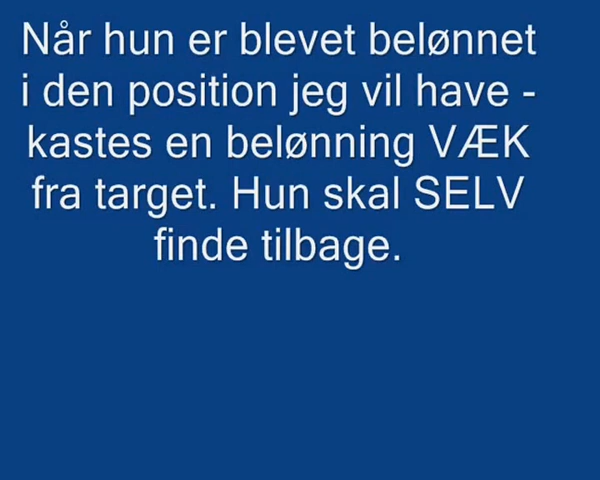 Når hun er blevet belønnet
i den position jeg vil have -
kastes en belønning VÆK
fra target. Hun skal SELV
finde tilbage.